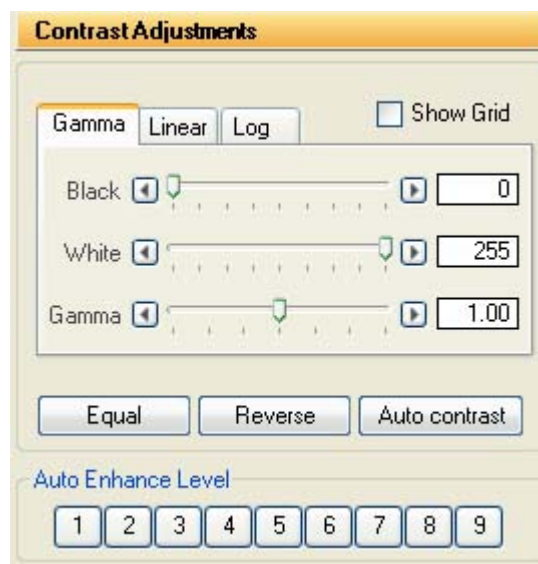 Contrast Adjustments
Gamma Linear Log Show Grid
Black 0
White 255
Gamma 1.00
Equal Reverse Auto contrast
Auto Enhance Level
1 2 3 4 5 6 7 8 9